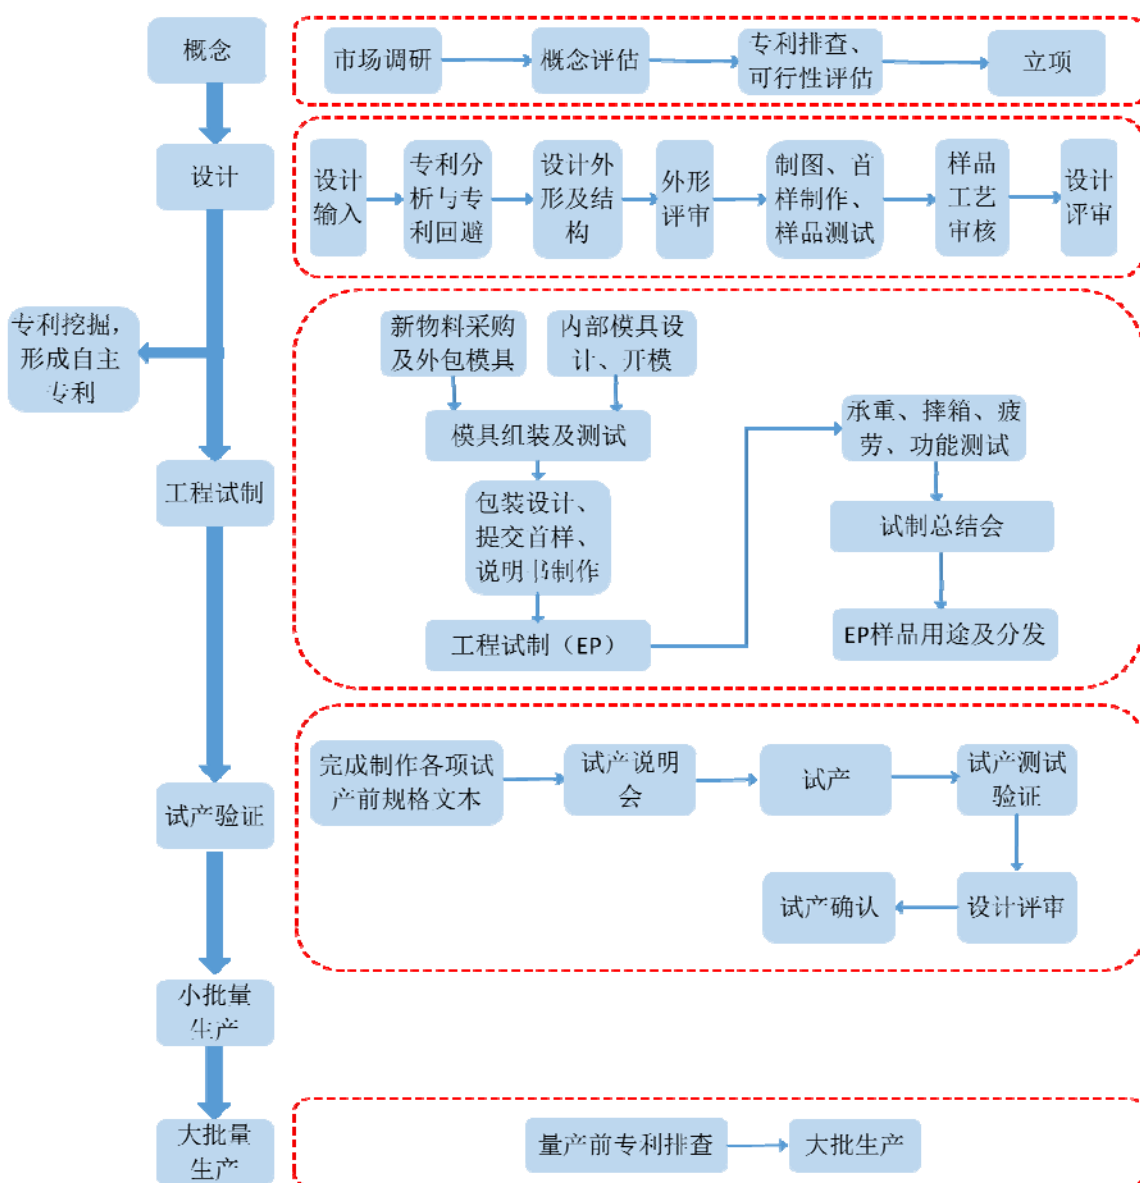 概念
市场调研
概念评估
专利排查、
可行性评估
立项
设计
设计
输入
专利分
析与专
利回避
设计外
形及结
构
外形
评审
制图、首
样制作、
样品测试
样品
工艺
审核
设计
评审
专利挖掘，
形成自主
专利
工程试制
新物料采购
及外包模具
内部模具设
计、开模
模具组装及测试
包装设计、
提交首样、
说明书制作
工程试制（EP）
承重、摔箱、疲
劳、功能测试
试制总结会
EP样品用途及分发
试产验证
完成制作各项试
产前规格文本
试产说明
会
试产
试产测试
验证
设计评审
试产确认
小批量
生产
大批量
生产
量产前专利排查
大批生产